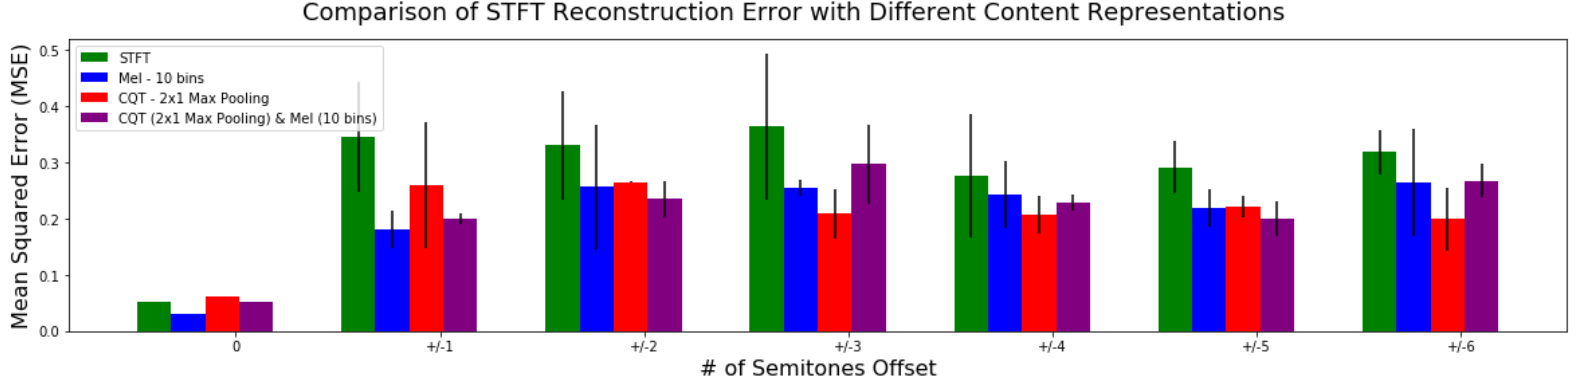 Comparison of STFT Reconstruction Error with Different Content Representations
Mean Squared Error (MSE)
0.5
0.4
0.3
0.2
0.1
0.0
STFT
Mel - 10 bins
CQT - 2x1 Max Pooling
CQT (2x1 Max Pooling) & Mel (10 bins)
0 +/-1 +/-2 +/-3 +/-4 +/-5 +/-6
# of Semitones Offset